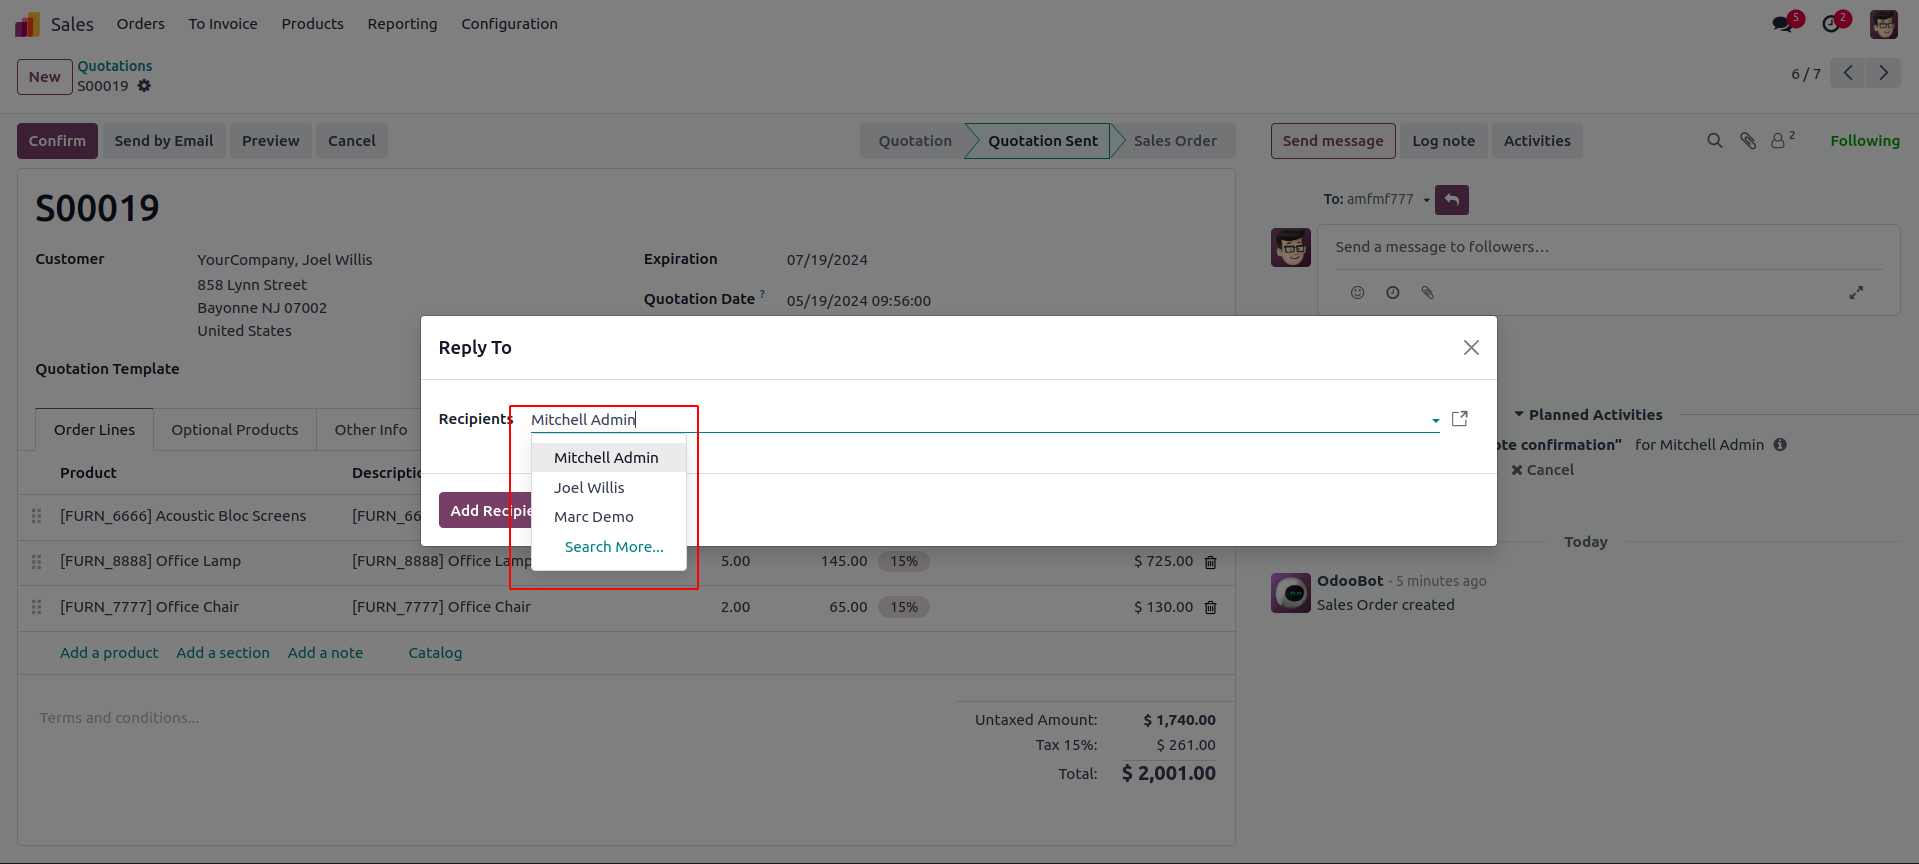 Sales Orders To Invoice Products Reporting Configuration 5 2
New Quotations
S00019
6 / 7
Confirm Send by Email Preview Cancel Quotation Quotation Sent Sales Order Send message Log note Activities 2 Following
S00019
To: amfmf777
Send a message to followers…
Customer YourCompany, Joel Willis
858 Lynn Street
Bayonne NJ 07002
United States
Expiration 07/19/2024
Quotation Date ? 05/19/2024 09:56:00
Quotation Template
Reply To
Recipients Mitchell Admin
Mitchell Admin
Joel Willis
Marc Demo
Search More...
Add Recipie
Planned Activities
te confirmation” for Mitchell Admin
Cancel
Order Lines Optional Products Other Info
Product Descriptio
[FURN_6666] Acoustic Bloc Screens [FURN_66
[FURN_8888] Office Lamp [FURN_8888] Office Lamp 5.00 145.00 15% $ 725.00
[FURN_7777] Office Chair [FURN_7777] Office Chair 2.00 65.00 15% $ 130.00
Add a product Add a section Add a note Catalog
Today
OdooBot - 5 minutes ago
Sales Order created
Terms and conditions...
Untaxed Amount: $ 1,740.00
Tax 15%: $ 261.00
Total: $ 2,001.00